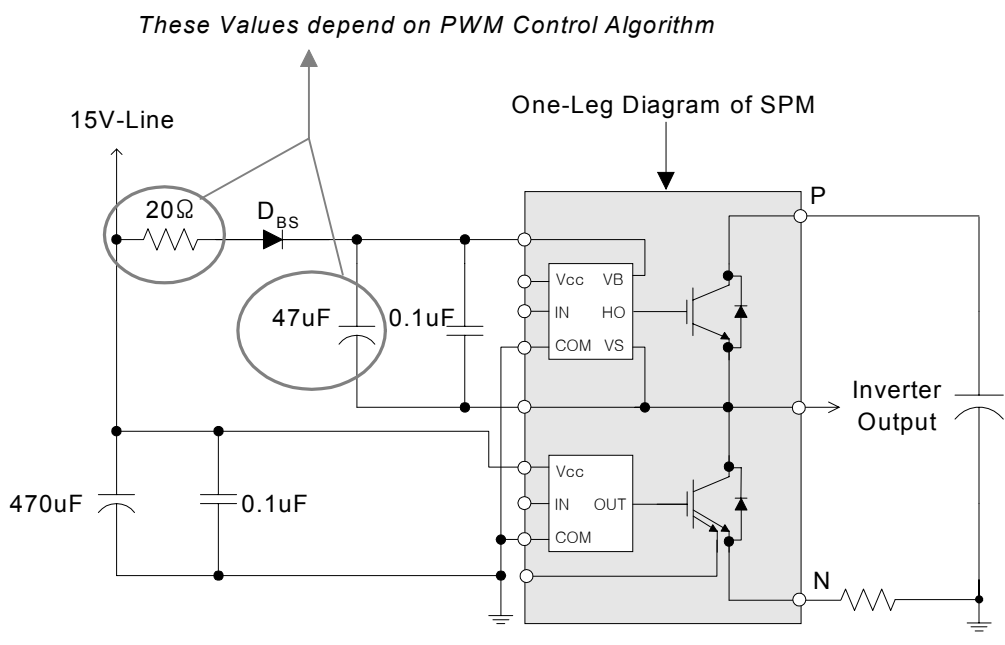 These Values depend on PWM Control Algorithm
One-Leg Diagram of SPM
15V-Line
P
20Ω
DBS
Vcc VB
47uF
0.1uF
IN HO
COM VS
Inverter
Output
Vcc
470uF
0.1uF
IN OUT
COM
N